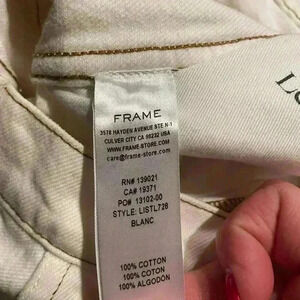 FRAME
3578 HAYDEN AVENUE STE N-1
CULVER CITY CA 90232 USA
WWW.FRAME-STORE.COM
care@frame-store.com
RN# 139021
CA# 19371
PO# 13102-00
STYLE: LISTL728
BLANC
100% COTTON
100% COTON
100% ALGODÓN